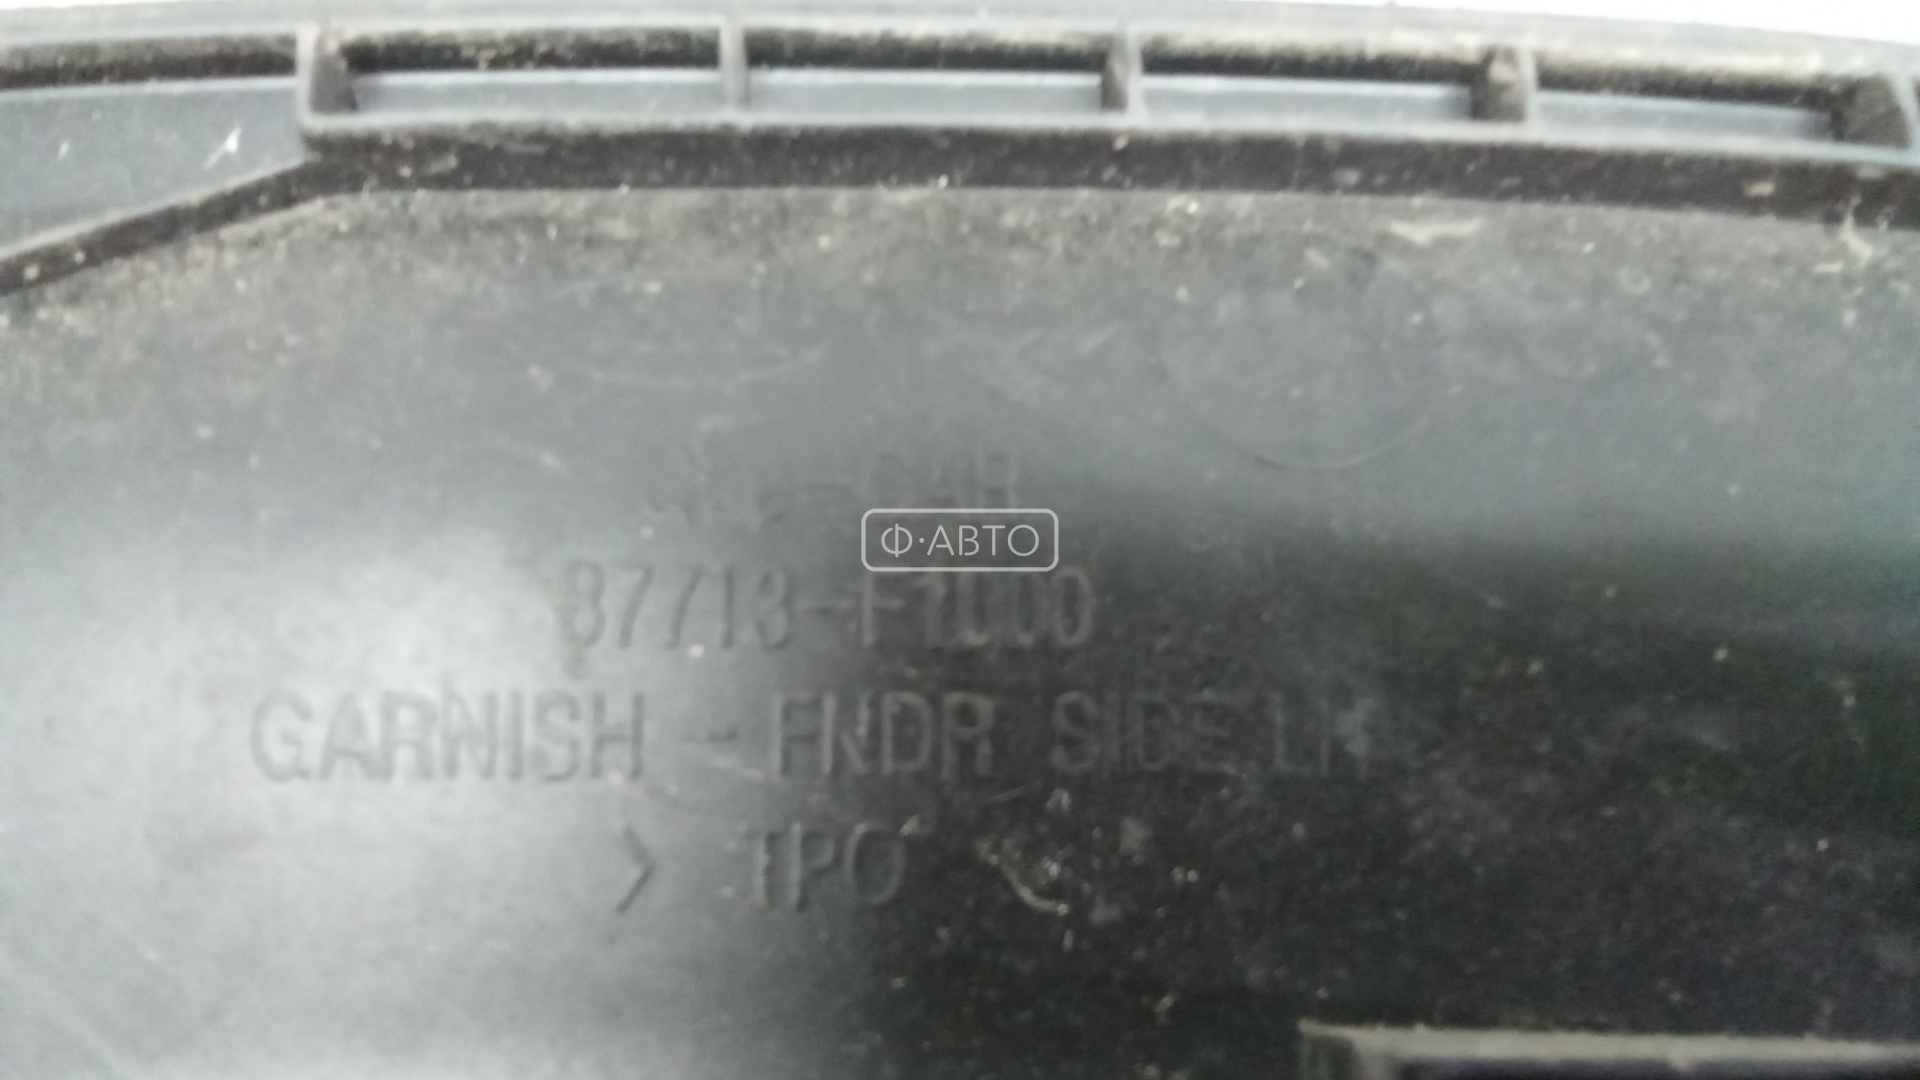 Ф·АВТО
87713-F1000
GARNISH - FNDR SIDE LH
> TPO <